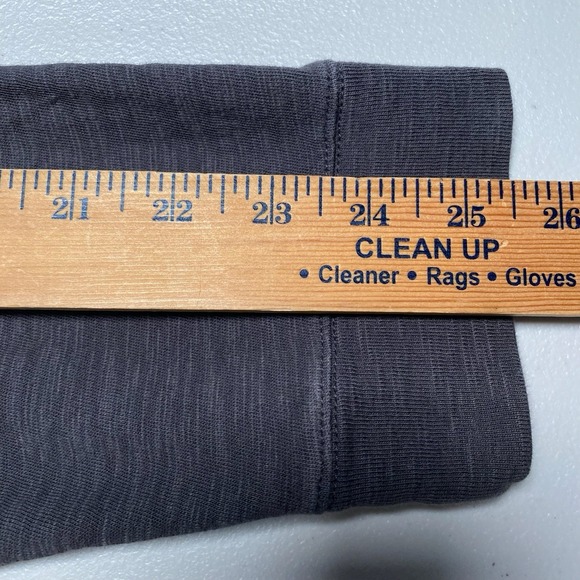 21 22 23 24 25 26
CLEAN UP
• Cleaner • Rags • Gloves